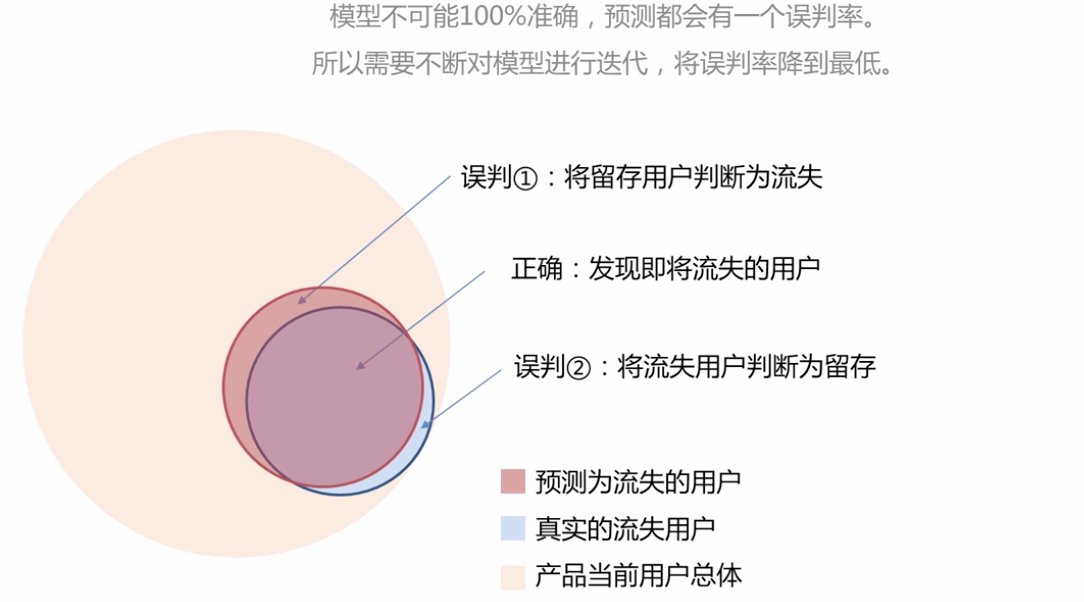 模型不可能100%准确，预测都会有一个误判率。
所以需要不断对模型进行迭代，将误判率降到最低。
误判①：将留存用户判断为流失
正确：发现即将流失的用户
误判②：将流失用户判断为留存
预测为流失的用户
真实的流失用户
产品当前用户总体